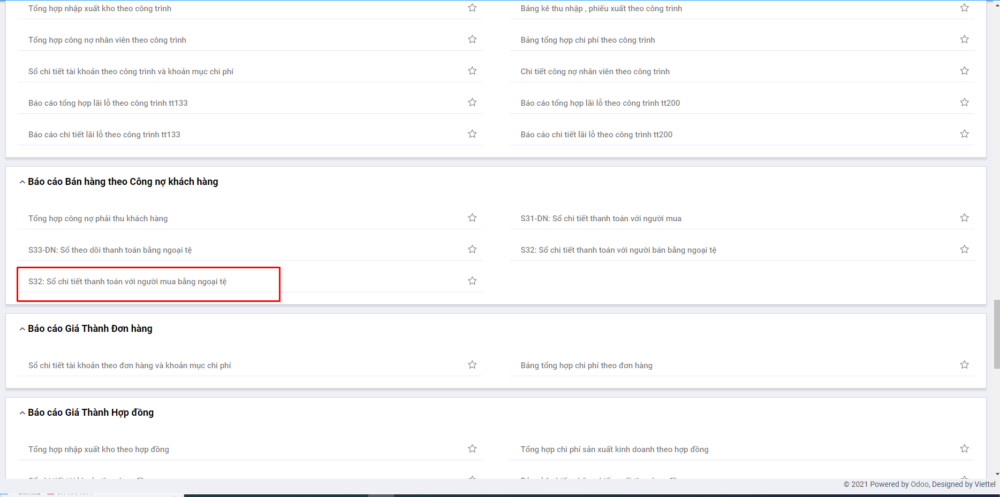 Tổng hợp nhập xuất kho theo công trình
Bảng kê thu nhập , phiếu xuất theo công trình
Tổng hợp công nợ nhân viên theo công trình
Bảng tổng hợp chi phí theo công trình
Sổ chi tiết tài khoản theo công trình và khoản mục chi phí
Chi tiết công nợ nhân viên theo công trình
Báo cáo tổng hợp lãi lỗ theo công trình tt133
Báo cáo tổng hợp lãi lỗ theo công trình tt200
Báo cáo chi tiết lãi lỗ theo công trình tt133
Báo cáo chi tiết lãi lỗ theo công trình tt200
Báo cáo Bán hàng theo Công nợ khách hàng
Tổng hợp công nợ phải thu khách hàng
S31-DN: Sổ chi tiết thanh toán với người mua
S33-DN: Sổ theo dõi thanh toán bằng ngoại tệ
S32: Sổ chi tiết thanh toán với người bán bằng ngoại tệ
S32: Sổ chi tiết thanh toán với người mua bằng ngoại tệ
Báo cáo Giá Thành Đơn hàng
Sổ chi tiết tài khoản theo đơn hàng và khoản mục chi phí
Bảng tổng hợp chi phí theo đơn hàng
Báo cáo Giá Thành Hợp đồng
Tổng hợp nhập xuất kho theo hợp đồng
Tổng hợp chi phí sản xuất kinh doanh theo hợp đồng
© 2021 Powered by Odoo, Designed by Viettel